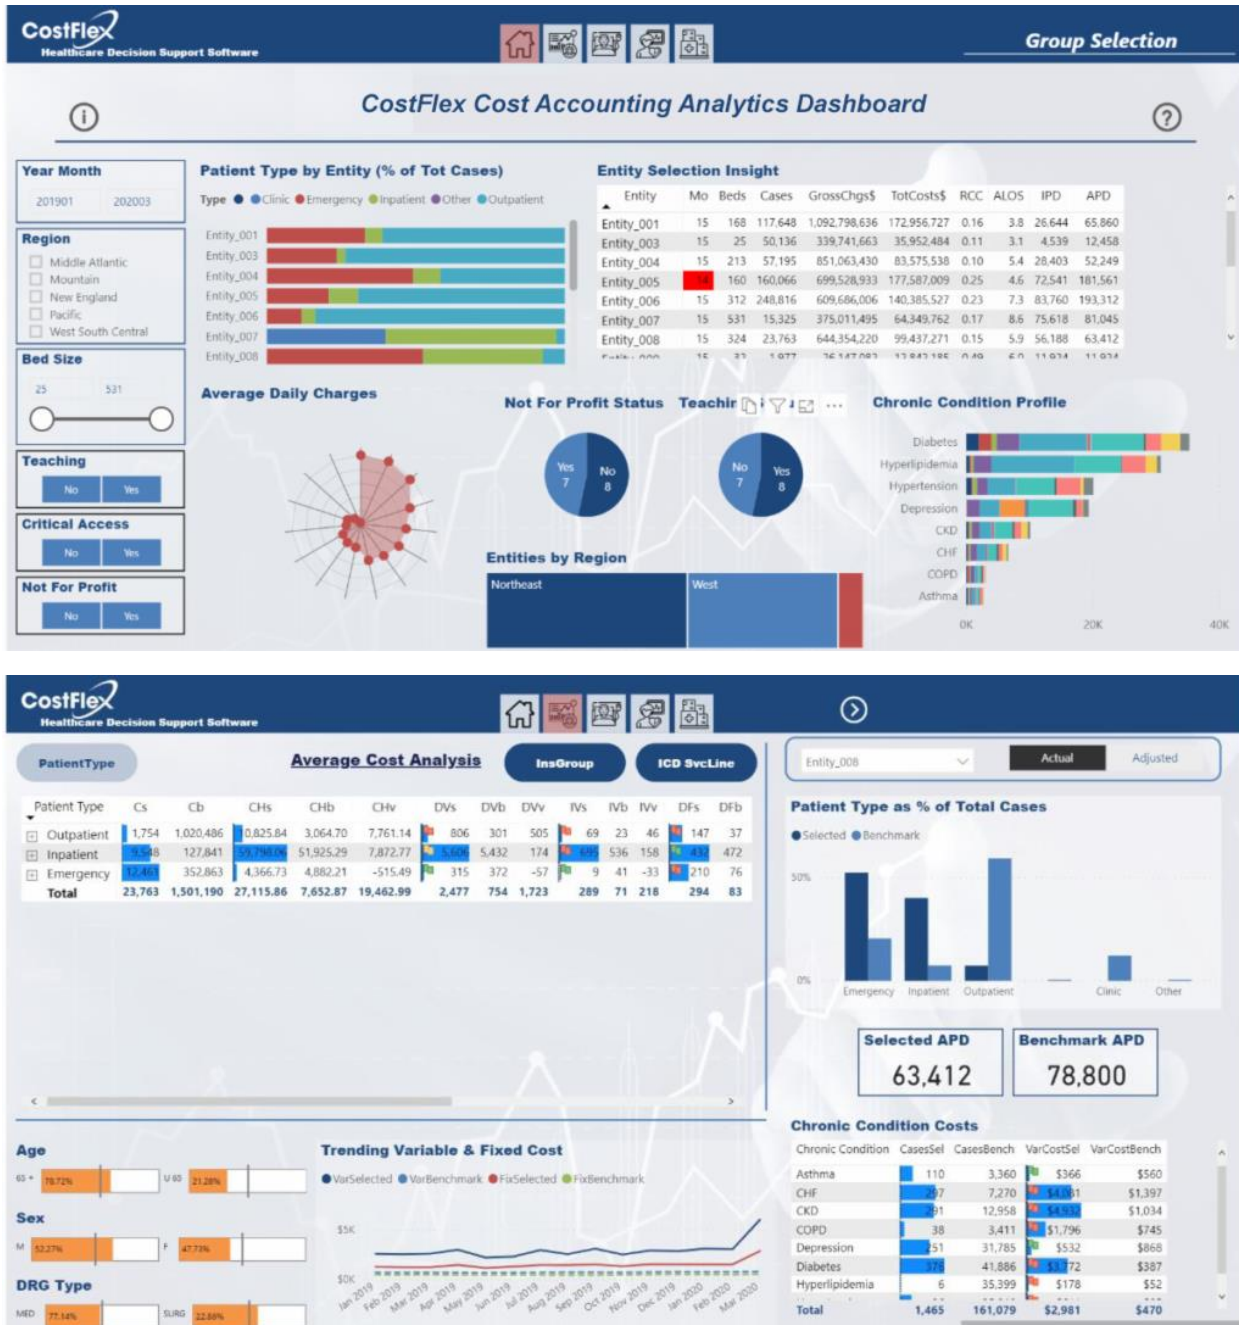 CostFlex
Healthcare Decision Support Software
Group Selection
CostFlex Cost Accounting Analytics Dashboard
Year Month
201901 202003
Region
Middle Atlantic
Mountain
New England
Pacific
West South Central
Bed Size
25 531
Teaching
No Yes
Critical Access
No Yes
Not For Profit
No Yes
Patient Type by Entity (% of Tot Cases)
Type Clinic Emergency Inpatient Other Outpatient
Entity_001
Entity_003
Entity_004
Entity_005
Entity_006
Entity_007
Entity_008
Entity Selection Insight
Entity Mo Beds Cases GrossChgs$ TotCosts$ RCC ALOS IPD APD
Entity_001 15 168 117,648 1,092,798,636 172,956,727 0.16 3.8 26,644 65,860
Entity_003 15 25 50,136 339,741,663 35,952,484 0.11 3.1 4,539 12,458
Entity_004 15 213 57,195 851,063,430 83,575,538 0.10 5.4 28,403 52,249
Entity_005 14 160 160,066 699,528,933 177,587,009 0.25 4.6 72,541 181,561
Entity_006 15 312 248,816 609,686,006 140,385,527 0.23 7.3 83,760 193,312
Entity_007 15 531 15,325 375,011,495 64,349,762 0.17 8.6 75,618 81,045
Entity_008 15 324 23,763 644,354,220 99,437,271 0.15 5.9 56,188 63,412
Average Daily Charges
Not For Profit Status
Yes 7
No 8
No 7
Yes 8
Entities by Region
Northeast West
Chronic Condition Profile
Diabetes
Hyperlipidemia
Hypertension
Depression
CKD
CHF
COPD
Asthma
0K 20K 40K
CostFlex
Healthcare Decision Support Software
PatientType
Average Cost Analysis
InsGroup
ICD SvcLine
Patient Type Cs Cb CHs CHb CHv DVs DVb DVv IVs IVb IVv DFs DFb
Outpatient 1,754 1,020,486 10,825.84 3,064.70 7,761.14 806 301 505 69 23 46 147 37
Inpatient 9,548 127,841 59,798.06 51,925.29 7,872.77 5,606 5,432 174 695 536 158 432 472
Emergency 12,461 352,863 4,366.73 4,882.21 -515.49 315 372 -57 9 41 -33 210 76
Total 23,763 1,501,190 27,115.86 7,652.87 19,462.99 2,477 754 1,723 289 71 218 294 83
Entity_008
Actual Adjusted
Patient Type as % of Total Cases
Selected Benchmark
50%
0%
Emergency Inpatient Outpatient Clinic Other
Selected APD
63,412
Benchmark APD
78,800
Age
65 + 78.72% U 65 21.28%
Sex
M 52.27% F 47.73%
DRG Type
MED 77.14% SURG 22.86%
Trending Variable & Fixed Cost
VarSelected VarBenchmark FixSelected FixBenchmark
$5K
$0K
Jan 2019 Feb 2019 Mar 2019 Apr 2019 May 2019 Jun 2019 Jul 2019 Aug 2019 Sep 2019 Oct 2019 Nov 2019 Dec 2019 Jan 2020 Feb 2020 Mar 2020
Chronic Condition Costs
Chronic Condition CasesSel CasesBench VarCostSel VarCostBench
Asthma 110 3,360 $366 $560
CHF 297 7,270 $4,081 $1,397
CKD 291 12,958 $4,932 $1,034
COPD 38 3,411 $1,796 $745
Depression 251 31,785 $532 $868
Diabetes 376 41,886 $3,772 $387
Hyperlipidemia 6 35,399 $178 $52
Total 1,465 161,079 $2,981 $470